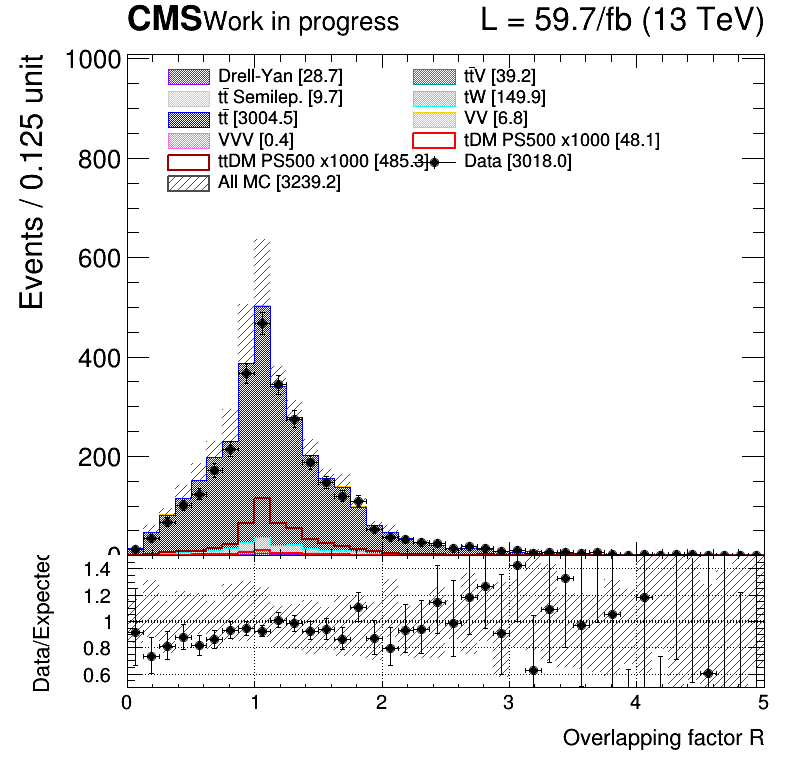 CMS Work in progress L = 59.7/fb (13 TeV)
Events / 0.125 unit
1000
800
600
400
200
0
Drell-Yan [28.7] tt̄V [39.2]
tt̄ Semilep. [9.7] tW [149.9]
tt̄ [3004.5] VV [6.8]
VVV [0.4] tDM PS500 x1000 [48.1]
ttDM PS500 x1000 [485.3] Data [3018.0]
All MC [3239.2]
Data/Expected
1.4
1.2
1
0.8
0.6
0 1 2 3 4 5
Overlapping factor R